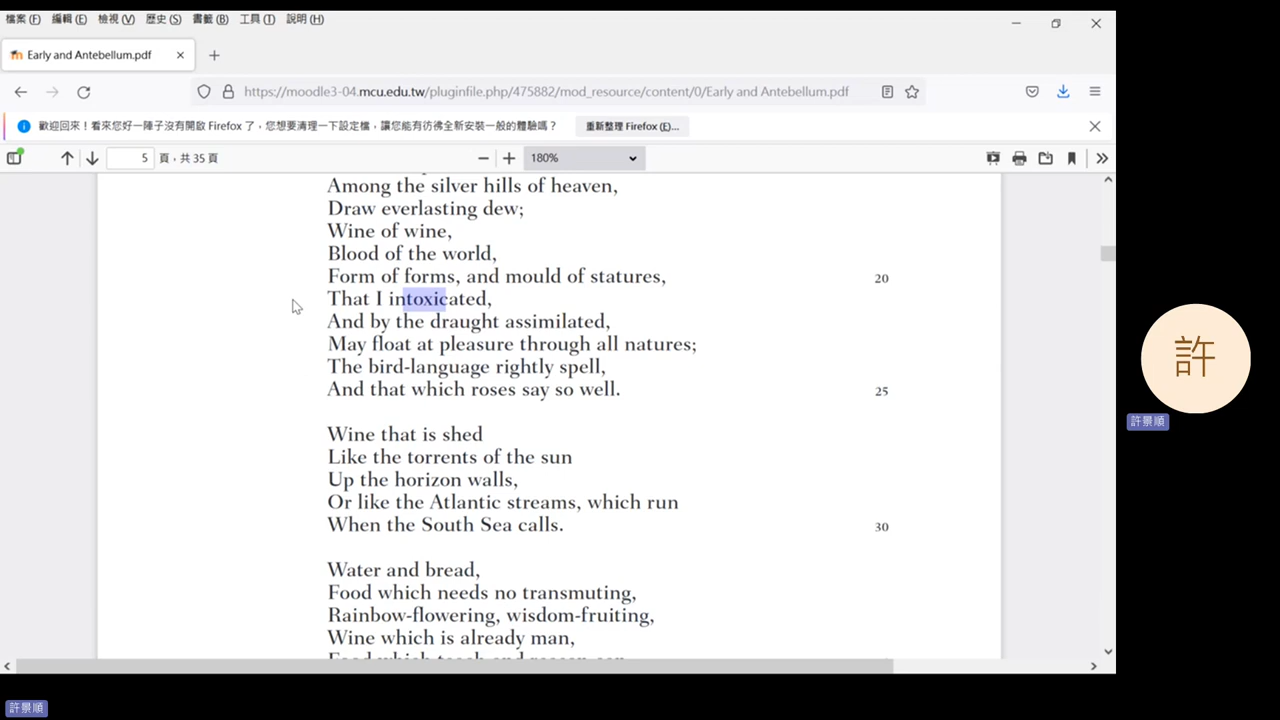 檔案 (F) 編輯 (E) 檢視 (V) 歷史 (S) 書籤 (B) 工具 (T) 說明 (H)
Early and Antebellum.pdf
https://moodle3-04.mcu.edu.tw/pluginfile.php/475882/mod_resource/content/0/Early and Antebellum.pdf
歡迎回來！看來您好一陣子沒有開啟 Firefox 了，您想要清理一下設定檔，讓您能有彷彿全新安裝一般的體驗嗎？ 重新整理 Firefox (E)...
5 頁，共 35 頁 180%
Among the silver hills of heaven,
Draw everlasting dew;
Wine of wine,
Blood of the world,
Form of forms, and mould of statures, 20
That I intoxicated,
And by the draught assimilated,
May float at pleasure through all natures;
The bird-language rightly spell,
And that which roses say so well. 25
Wine that is shed
Like the torrents of the sun
Up the horizon walls,
Or like the Atlantic streams, which run
When the South Sea calls. 30
Water and bread,
Food which needs no transmuting,
Rainbow-flowering, wisdom-fruiting,
Wine which is already man,
許
許景順
許景順